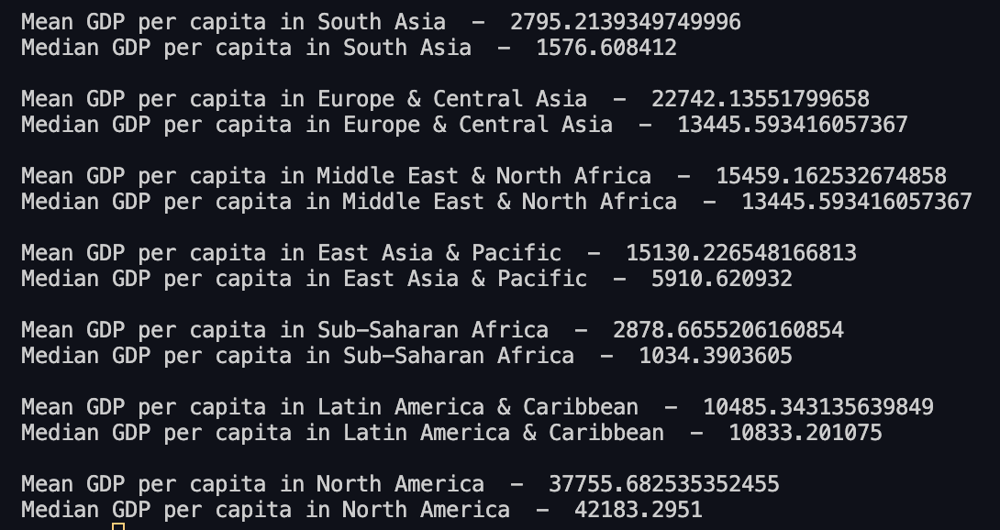 Mean GDP per capita in South Asia  –  2795.2139349749996
Median GDP per capita in South Asia  –  1576.608412
Mean GDP per capita in Europe & Central Asia  –  22742.13551799658
Median GDP per capita in Europe & Central Asia  –  13445.593416057367
Mean GDP per capita in Middle East & North Africa  –  15459.162532674858
Median GDP per capita in Middle East & North Africa  –  13445.593416057367
Mean GDP per capita in East Asia & Pacific  –  15130.226548166813
Median GDP per capita in East Asia & Pacific  –  5910.620932
Mean GDP per capita in Sub–Saharan Africa  –  2878.6655206160854
Median GDP per capita in Sub–Saharan Africa  –  1034.3903605
Mean GDP per capita in Latin America & Caribbean  –  10485.343135639849
Median GDP per capita in Latin America & Caribbean  –  10833.201075
Mean GDP per capita in North America  –  37755.682535352455
Median GDP per capita in North America  –  42183.2951